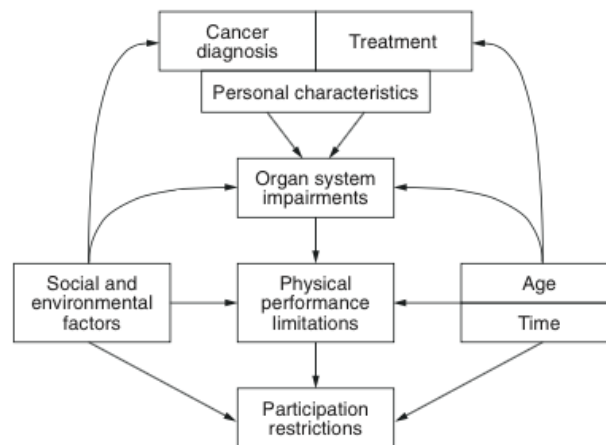 Cancer
diagnosis
Treatment
Personal characteristics
Organ system
impairments
Social and
environmental
factors
Physical
performance
limitations
Age
Time
Participation
restrictions